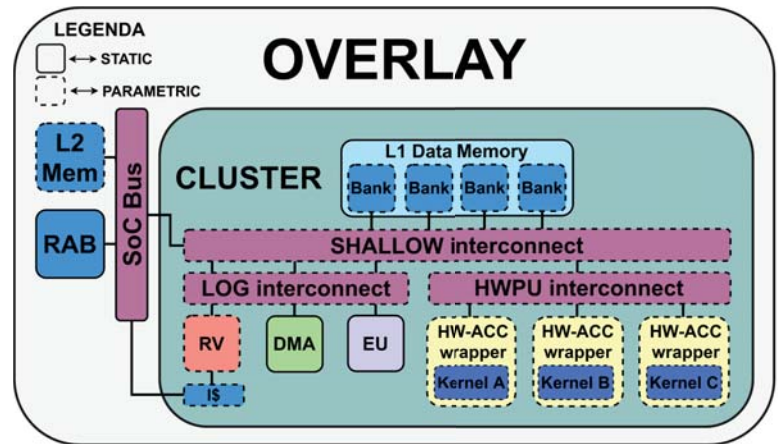 LEGENDA
STATIC
PARAMETRIC
OVERLAY
L2
Mem
RAB
SoC Bus
CLUSTER
L1 Data Memory
Bank Bank Bank Bank
SHALLOW interconnect
LOG interconnect
HWPU interconnect
RV
DMA
EU
I$
HW-ACC
wrapper
Kernel A
HW-ACC
wrapper
Kernel B
HW-ACC
wrapper
Kernel C